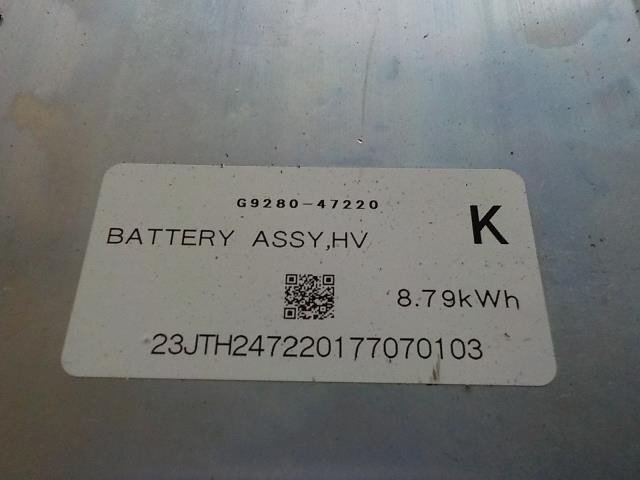 G9280-47220
BATTERY ASSY,HV
K
8.79kWh
23JTH247220177070103